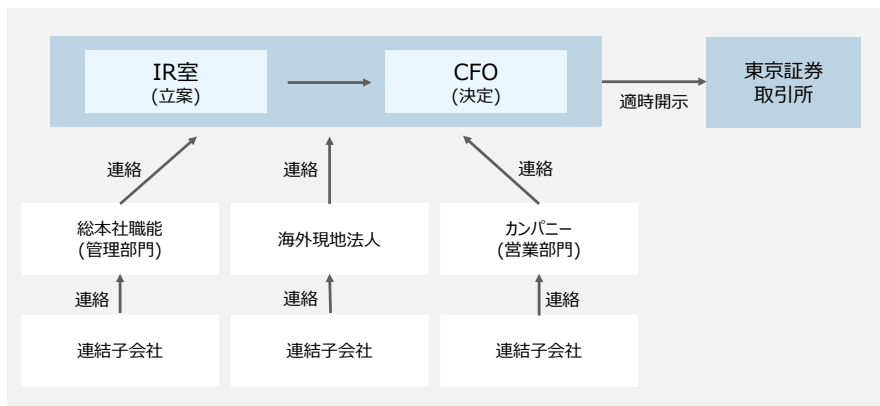 IR室
(立案)
CFO
(決定)
適時開示
東京証券
取引所
連絡
連絡
連絡
総本社職能
(管理部門)
海外現地法人
カンパニー
(営業部門)
連絡
連絡
連絡
連結子会社
連結子会社
連結子会社